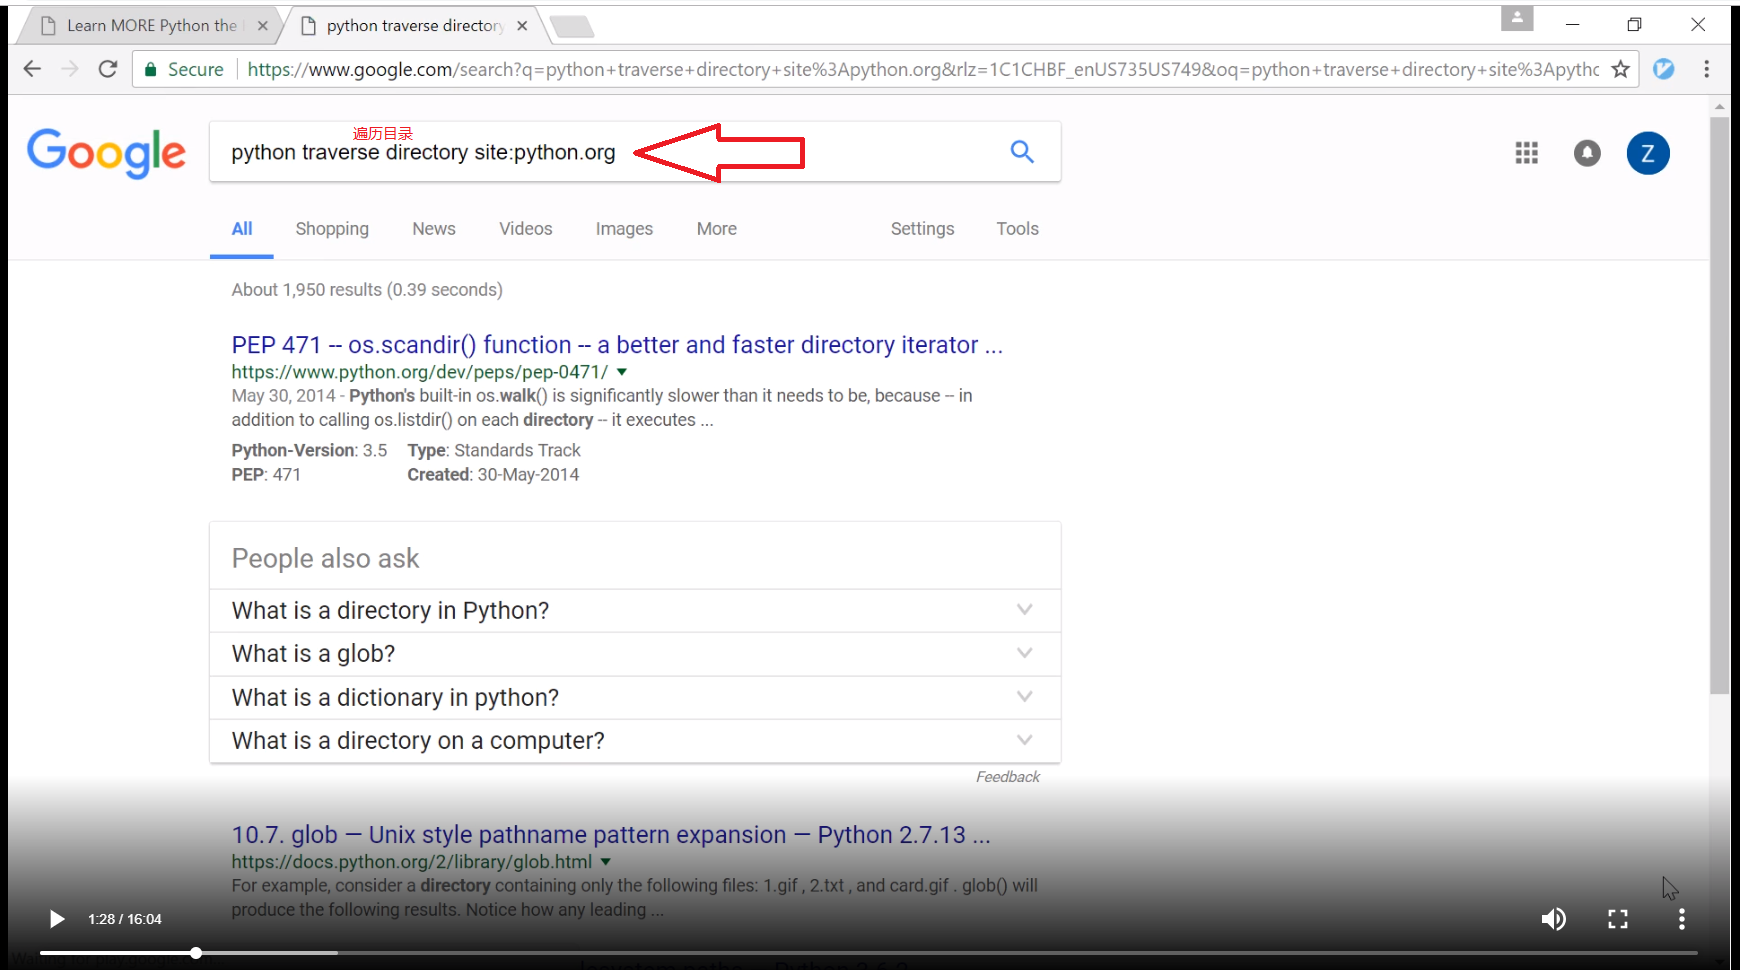 Learn MORE Python the
python traverse directory
Secure
https://www.google.com/search?q=python+traverse+directory+site%3Apython.org&rlz=1C1CHBF_enUS735US749&oq=python+traverse+directory+site%3Apytho
Google
遍历目录
python traverse directory site:python.org
Z
All Shopping News Videos Images More Settings Tools
About 1,950 results (0.39 seconds)
PEP 471 -- os.scandir() function -- a better and faster directory iterator ...
https://www.python.org/dev/peps/pep-0471/
May 30, 2014 - Python's built-in os.walk() is significantly slower than it needs to be, because -- in
addition to calling os.listdir() on each directory -- it executes ...
Python-Version: 3.5 Type: Standards Track
PEP: 471 Created: 30-May-2014
People also ask
What is a directory in Python?
What is a glob?
What is a dictionary in python?
What is a directory on a computer?
Feedback
10.7. glob — Unix style pathname pattern expansion — Python 2.7.13 ...
https://docs.python.org/2/library/glob.html
For example, consider a directory containing only the following files: 1.gif , 2.txt , and card.gif . glob() will
produce the following results. Notice how any leading ...
1:28 / 16:04